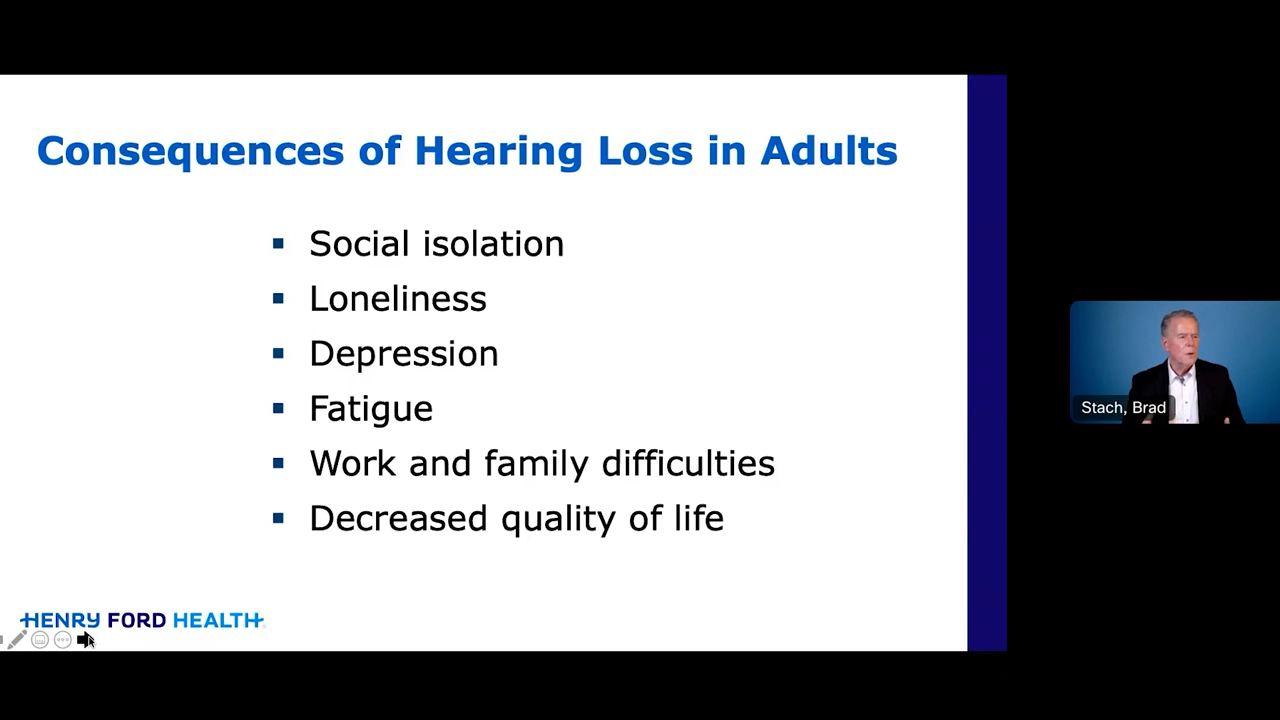 Consequences of Hearing Loss in Adults
Social isolation
Loneliness
Depression
Fatigue
Work and family difficulties
Decreased quality of life
HENRY FORD HEALTH
Stach, Brad